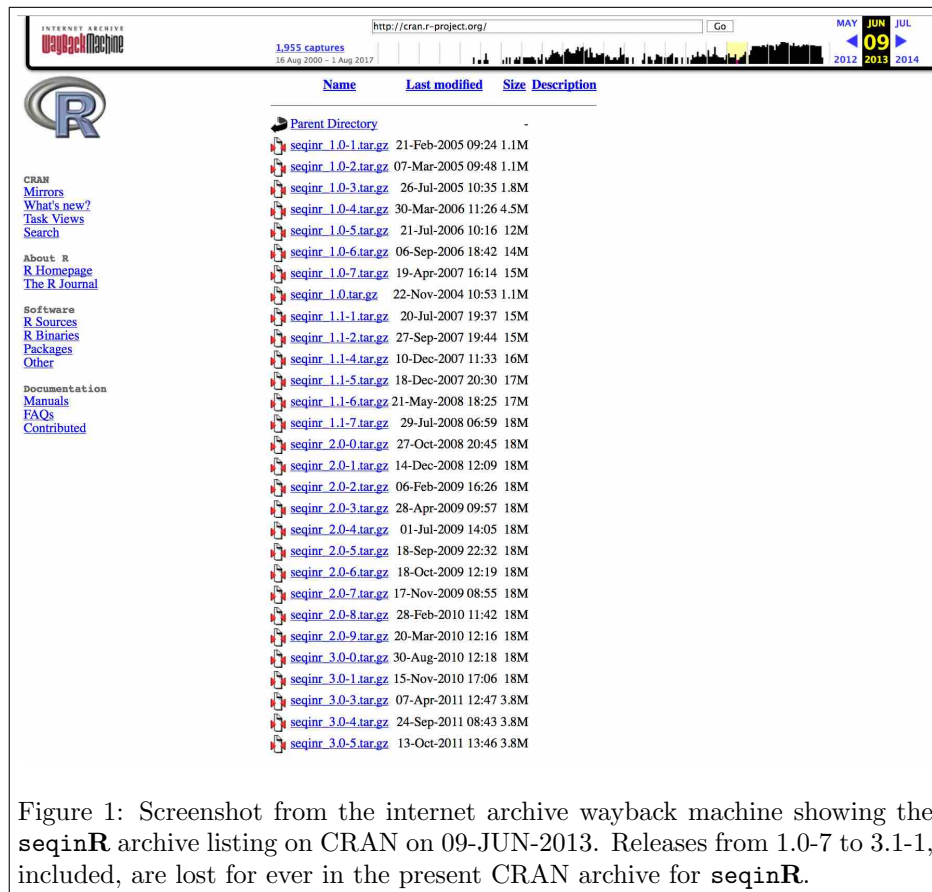 INTERNET ARCHIVE
WayBackMachine
http://cran.r-project.org/
Go
1,955 captures
16 Aug 2000 – 1 Aug 2017
MAY JUN JUL
09
2012 2013 2014
R
CRAN
Mirrors
What's new?
Task Views
Search
About R
R Homepage
The R Journal
Software
R Sources
R Binaries
Packages
Other
Documentation
Manuals
FAQs
Contributed
Name Last modified Size Description
Parent Directory -
seqinr_1.0-1.tar.gz 21-Feb-2005 09:24 1.1M
seqinr_1.0-2.tar.gz 07-Mar-2005 09:48 1.1M
seqinr_1.0-3.tar.gz 26-Jul-2005 10:35 1.8M
seqinr_1.0-4.tar.gz 30-Mar-2006 11:26 4.5M
seqinr_1.0-5.tar.gz 21-Jul-2006 10:16 12M
seqinr_1.0-6.tar.gz 06-Sep-2006 18:42 14M
seqinr_1.0-7.tar.gz 19-Apr-2007 16:14 15M
seqinr_1.0.tar.gz 22-Nov-2004 10:53 1.1M
seqinr_1.1-1.tar.gz 20-Jul-2007 19:37 15M
seqinr_1.1-2.tar.gz 27-Sep-2007 19:44 15M
seqinr_1.1-4.tar.gz 10-Dec-2007 11:33 16M
seqinr_1.1-5.tar.gz 18-Dec-2007 20:30 17M
seqinr_1.1-6.tar.gz 21-May-2008 18:25 17M
seqinr_1.1-7.tar.gz 29-Jul-2008 06:59 18M
seqinr_2.0-0.tar.gz 27-Oct-2008 20:45 18M
seqinr_2.0-1.tar.gz 14-Dec-2008 12:09 18M
seqinr_2.0-2.tar.gz 06-Feb-2009 16:26 18M
seqinr_2.0-3.tar.gz 28-Apr-2009 09:57 18M
seqinr_2.0-4.tar.gz 01-Jul-2009 14:05 18M
seqinr_2.0-5.tar.gz 18-Sep-2009 22:32 18M
seqinr_2.0-6.tar.gz 18-Oct-2009 12:19 18M
seqinr_2.0-7.tar.gz 17-Nov-2009 08:55 18M
seqinr_2.0-8.tar.gz 28-Feb-2010 11:42 18M
seqinr_2.0-9.tar.gz 20-Mar-2010 12:16 18M
seqinr_3.0-0.tar.gz 30-Aug-2010 12:18 18M
seqinr_3.0-1.tar.gz 15-Nov-2010 17:06 18M
seqinr_3.0-3.tar.gz 07-Apr-2011 12:47 3.8M
seqinr_3.0-4.tar.gz 24-Sep-2011 08:43 3.8M
seqinr_3.0-5.tar.gz 13-Oct-2011 13:46 3.8M
Figure 1: Screenshot from the internet archive wayback machine showing the
seqinR archive listing on CRAN on 09-JUN-2013. Releases from 1.0-7 to 3.1-1,
included, are lost for ever in the present CRAN archive for seqinR.